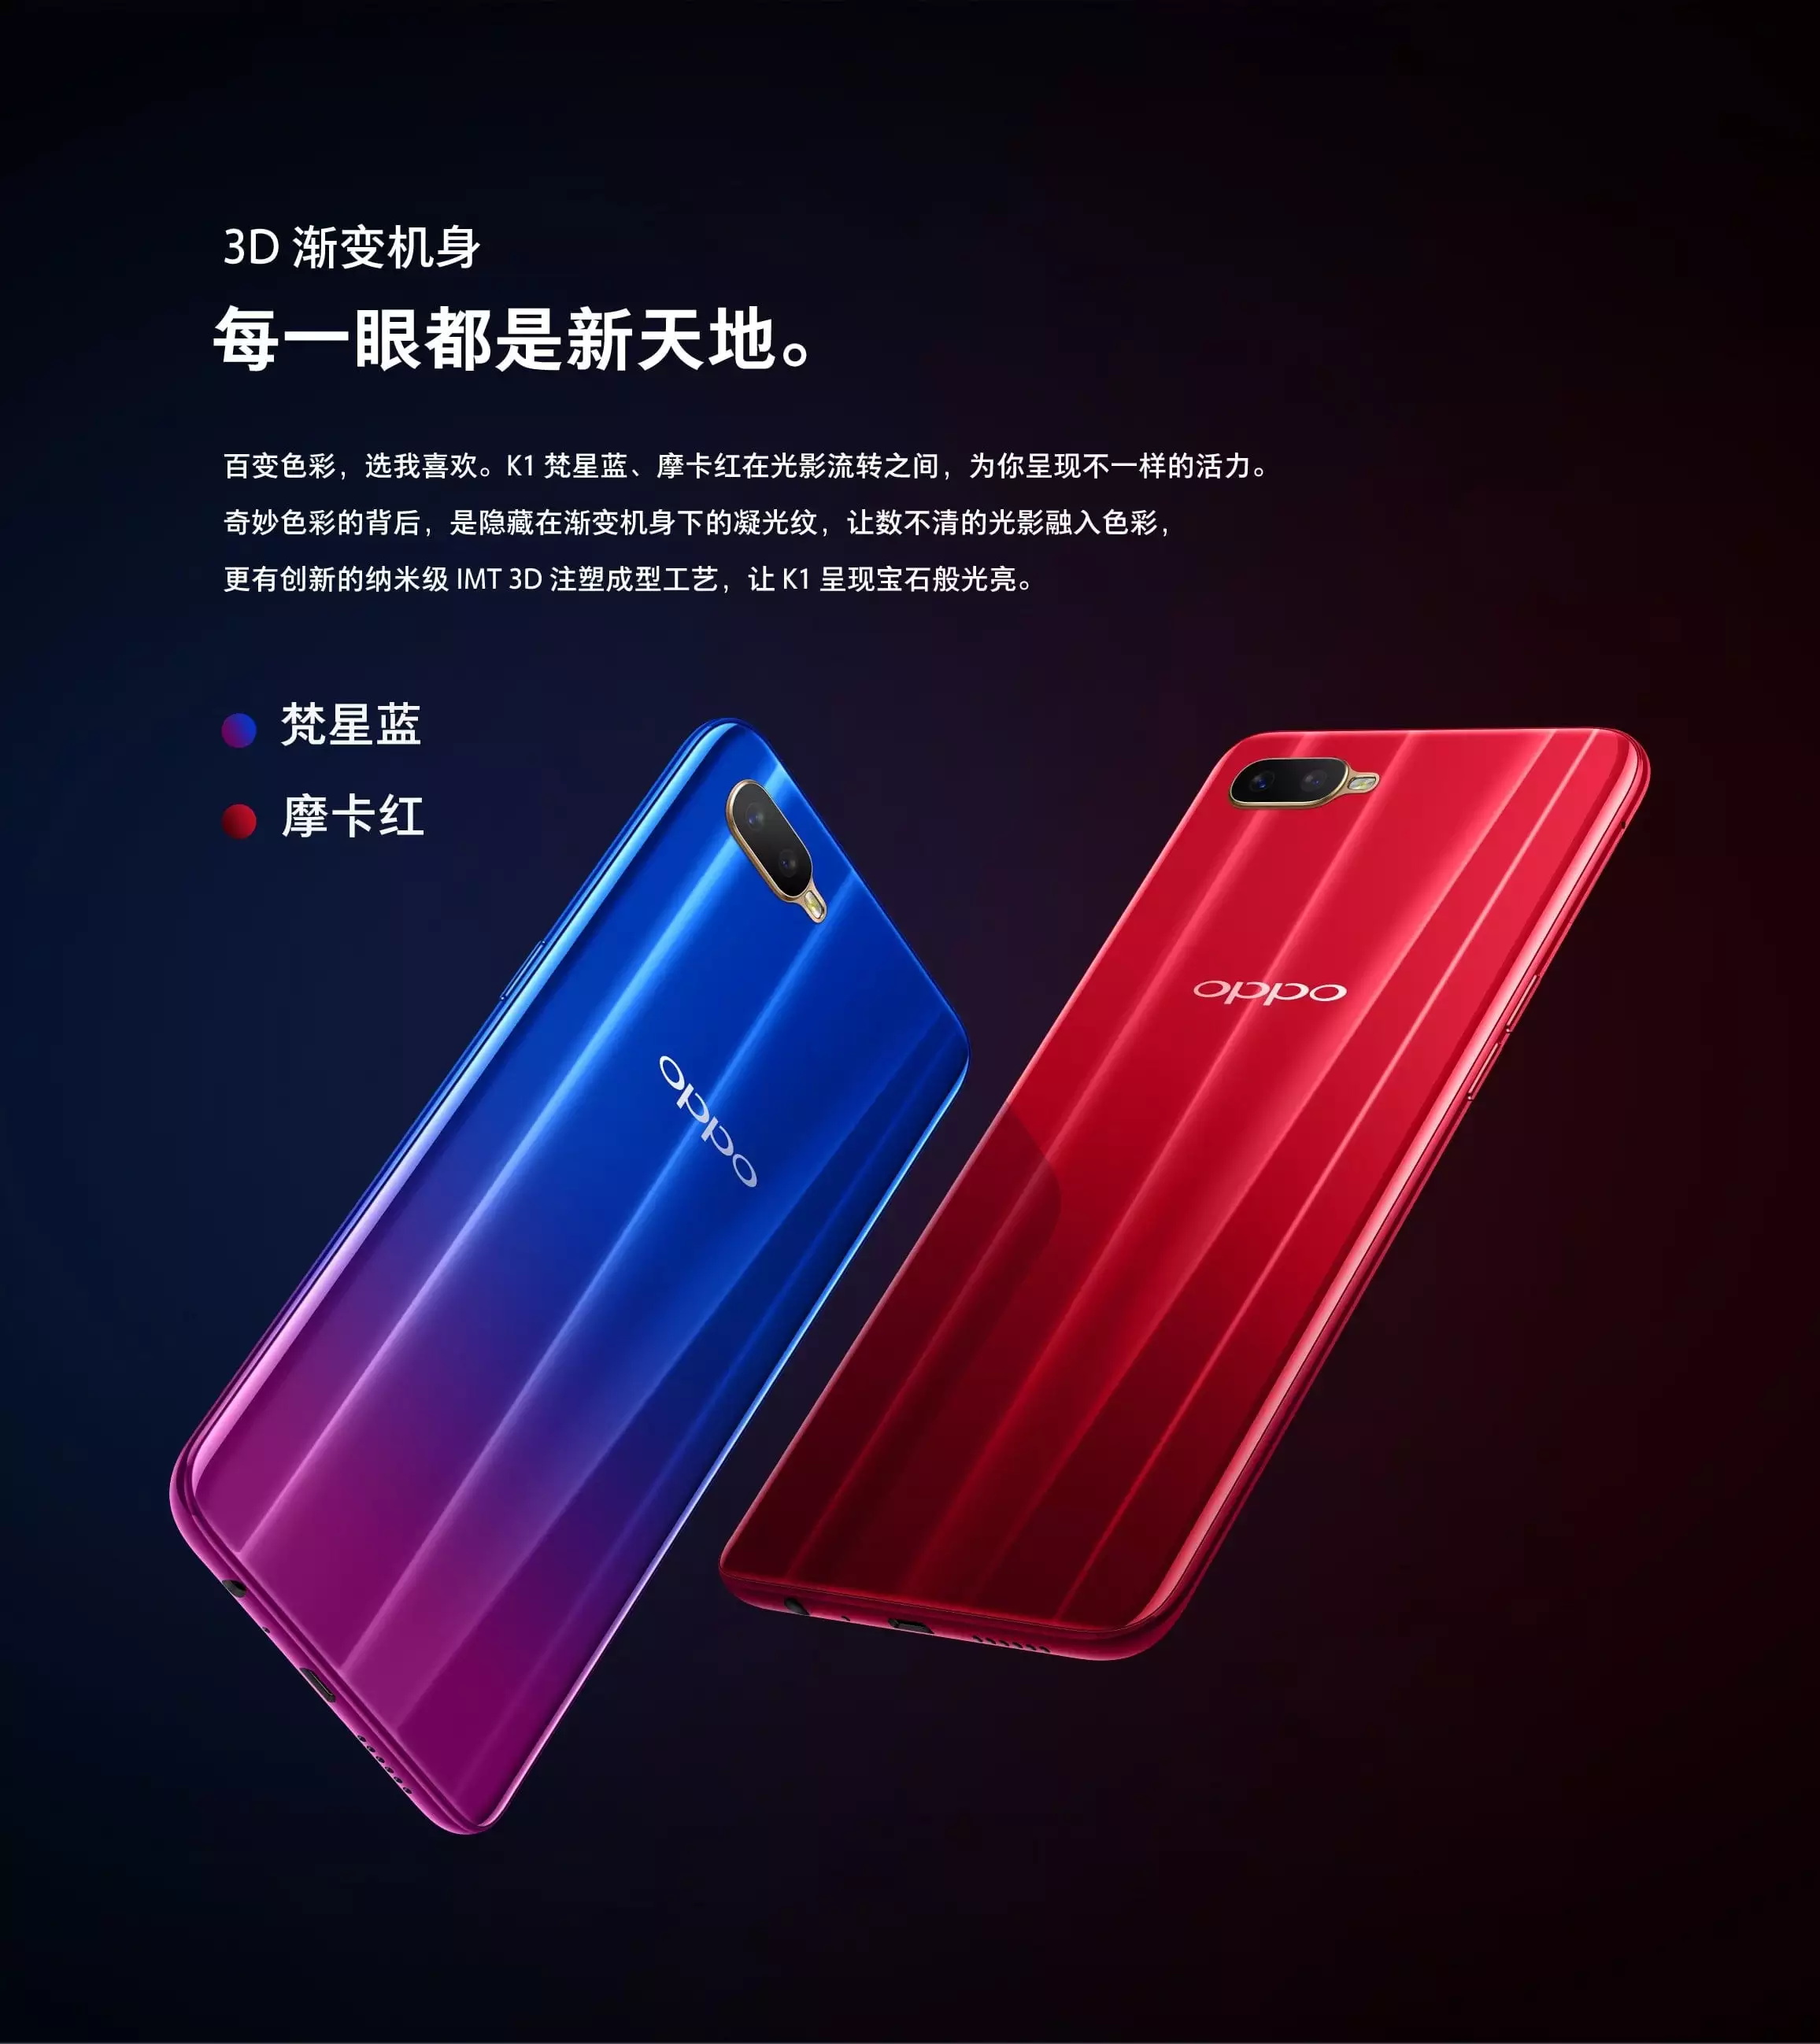 3D 渐变机身
每一眼都是新天地。
百变色彩，选我喜欢。K1 梵星蓝、摩卡红在光影流转之间，为你呈现不一样的活力。
奇妙色彩的背后，是隐藏在渐变机身下的凝光纹，让数不清的光影融入色彩，
更有创新的纳米级 IMT 3D 注塑成型工艺，让 K1 呈现宝石般光亮。
梵星蓝
摩卡红
oppo
oppo